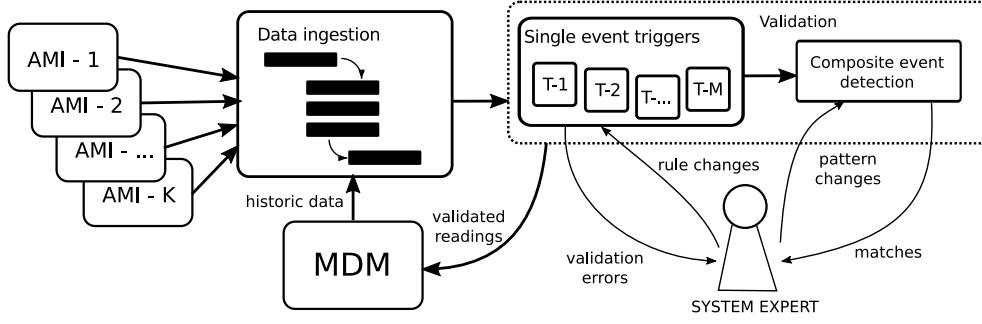 AMI - 1
AMI - 2
AMI - ...
AMI - K
Data ingestion
historic data
MDM
validated
readings
Validation
Single event triggers
T-1
T-2
T-...
T-M
Composite event
detection
rule changes
pattern
changes
validation
errors
matches
SYSTEM EXPERT